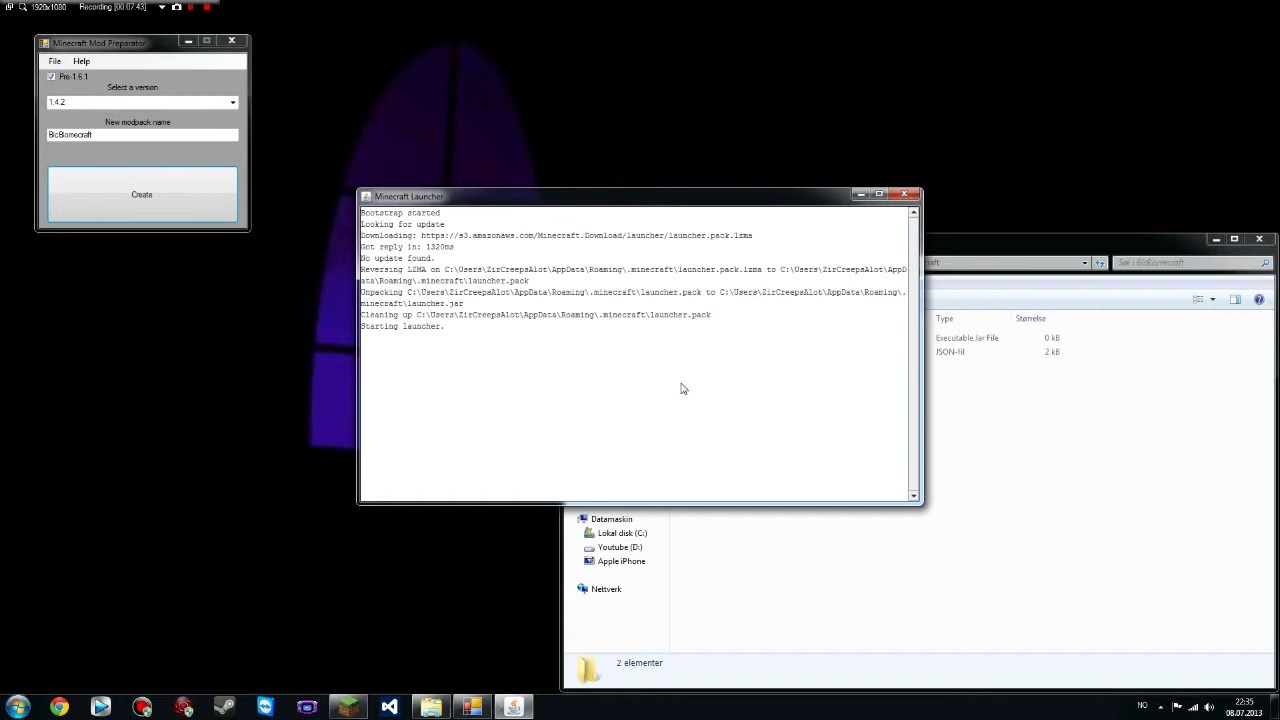 1920x1080 Recording [00:07:43]
Minecraft Mod Preparator
File Help
Pre-1.6.1
Select a version
1.4.2
New modpack name
BicBiomecraft
Create
Minecraft Launcher
Bootstrap started
Looking for update
Downloading: https://s3.amazonaws.com/Minecraft.Download/launcher/launcher.pack.lzma
Got reply in: 1320ms
No update found.
Reversing LZMA on C:\Users\ZirCreepsAlot\AppData\Roaming\.minecraft\launcher.pack.lzma to C:\Users\ZirCreepsAlot\AppD
ata\Roaming\.minecraft\launcher.pack
Unpacking C:\Users\ZirCreepsAlot\AppData\Roaming\.minecraft\launcher.pack to C:\Users\ZirCreepsAlot\AppData\Roaming\.
minecraft\launcher.jar
Cleaning up C:\Users\ZirCreepsAlot\AppData\Roaming\.minecraft\launcher.pack
Starting launcher.
craft
Søk i BicBiomecraft
Type Størrelse
Executable Jar File 0 kB
JSON-fil 2 kB
Datamaskin
Lokal disk (C:)
Youtube (D:)
Apple iPhone
Nettverk
2 elementer
NO
22:35
08.07.2013